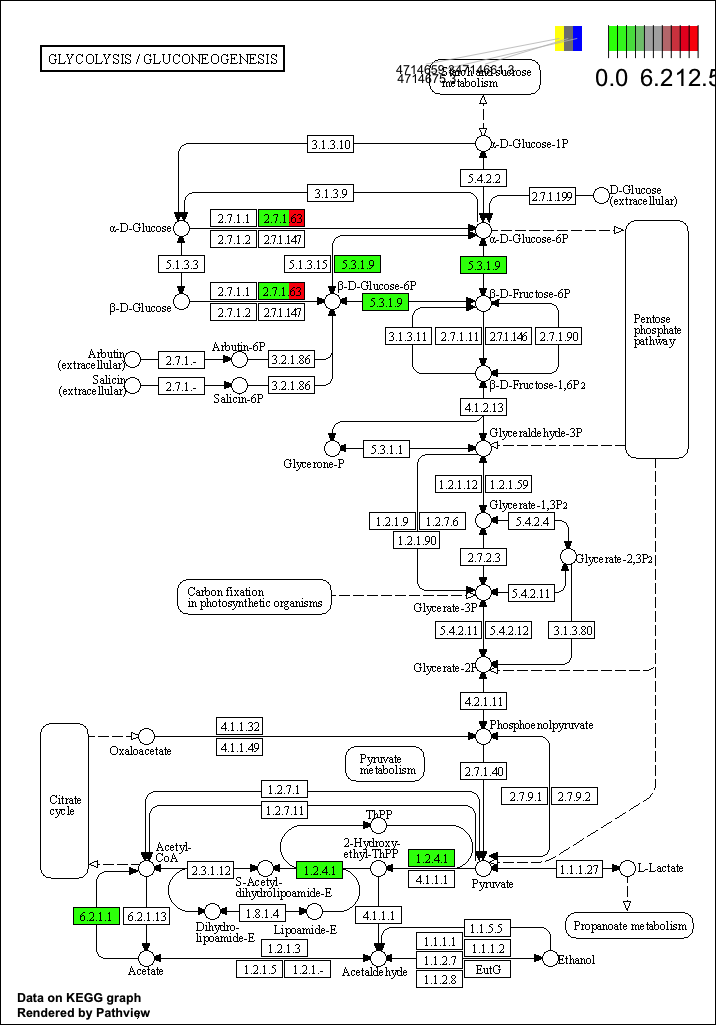 GLYCOLYSIS / GLUCONEOGENESIS
4714659.3 4714661.3
4714675.3
0.0 6.2 12.5
Starch and sucrose
metabolism
3.1.3.10
α-D-Glucose-1P
5.4.2.2
3.1.3.9
2.7.1.199
D-Glucose
(extracellular)
2.7.1.1
2.7.1.63
α-D-Glucose
α-D-Glucose-6P
2.7.1.2
2.7.1.147
5.1.3.3
5.1.3.15
5.3.1.9
5.3.1.9
β-D-Glucose-6P
2.7.1.1
2.7.1.63
β-D-Glucose
5.3.1.9
β-D-Fructose-6P
2.7.1.2
2.7.1.147
Pentose
phosphate
pathway
3.1.3.11
2.7.1.11
2.7.1.146
2.7.1.90
Arbutin
(extracellular)
2.7.1.-
Arbutin-6P
3.2.1.86
Salicin
(extracellular)
2.7.1.-
Salicin-6P
3.2.1.86
β-D-Fructose-1,6P2
4.1.2.13
Glyceraldehyde-3P
5.3.1.1
Glycerone-P
1.2.1.12
1.2.1.59
Glycerate-1,3P2
1.2.1.9
1.2.7.6
5.4.2.4
1.2.1.90
2.7.2.3
Glycerate-2,3P2
Carbon fixation
in photosynthetic organisms
5.4.2.11
Glycerate-3P
5.4.2.11
5.4.2.12
3.1.3.80
Glycerate-2P
4.2.1.11
4.1.1.32
Phosphoenolpyruvate
Oxaloacetate
4.1.1.49
Pyruvate
metabolism
2.7.1.40
Citrate
cycle
1.2.7.1
2.7.9.1
2.7.9.2
1.2.7.11
ThPP
Acetyl-
CoA
2-Hydroxy-
ethyl-ThPP
1.2.4.1
2.3.1.12
1.2.4.1
4.1.1.1
1.1.1.27
L-Lactate
S-Acetyl-
dihydrolipoamide-E
Pyruvate
6.2.1.1
6.2.1.13
1.8.1.4
4.1.1.1
Dihydro-
lipoamide-E
Lipoamide-E
Propanoate metabolism
1.1.5.5
1.2.1.3
1.1.1.1
1.1.1.2
1.1.2.7
Ethanol
1.2.1.5
1.2.1.-
EutG
Acetate
Acetaldehyde
1.1.2.8
Data on KEGG graph
Rendered by Pathview